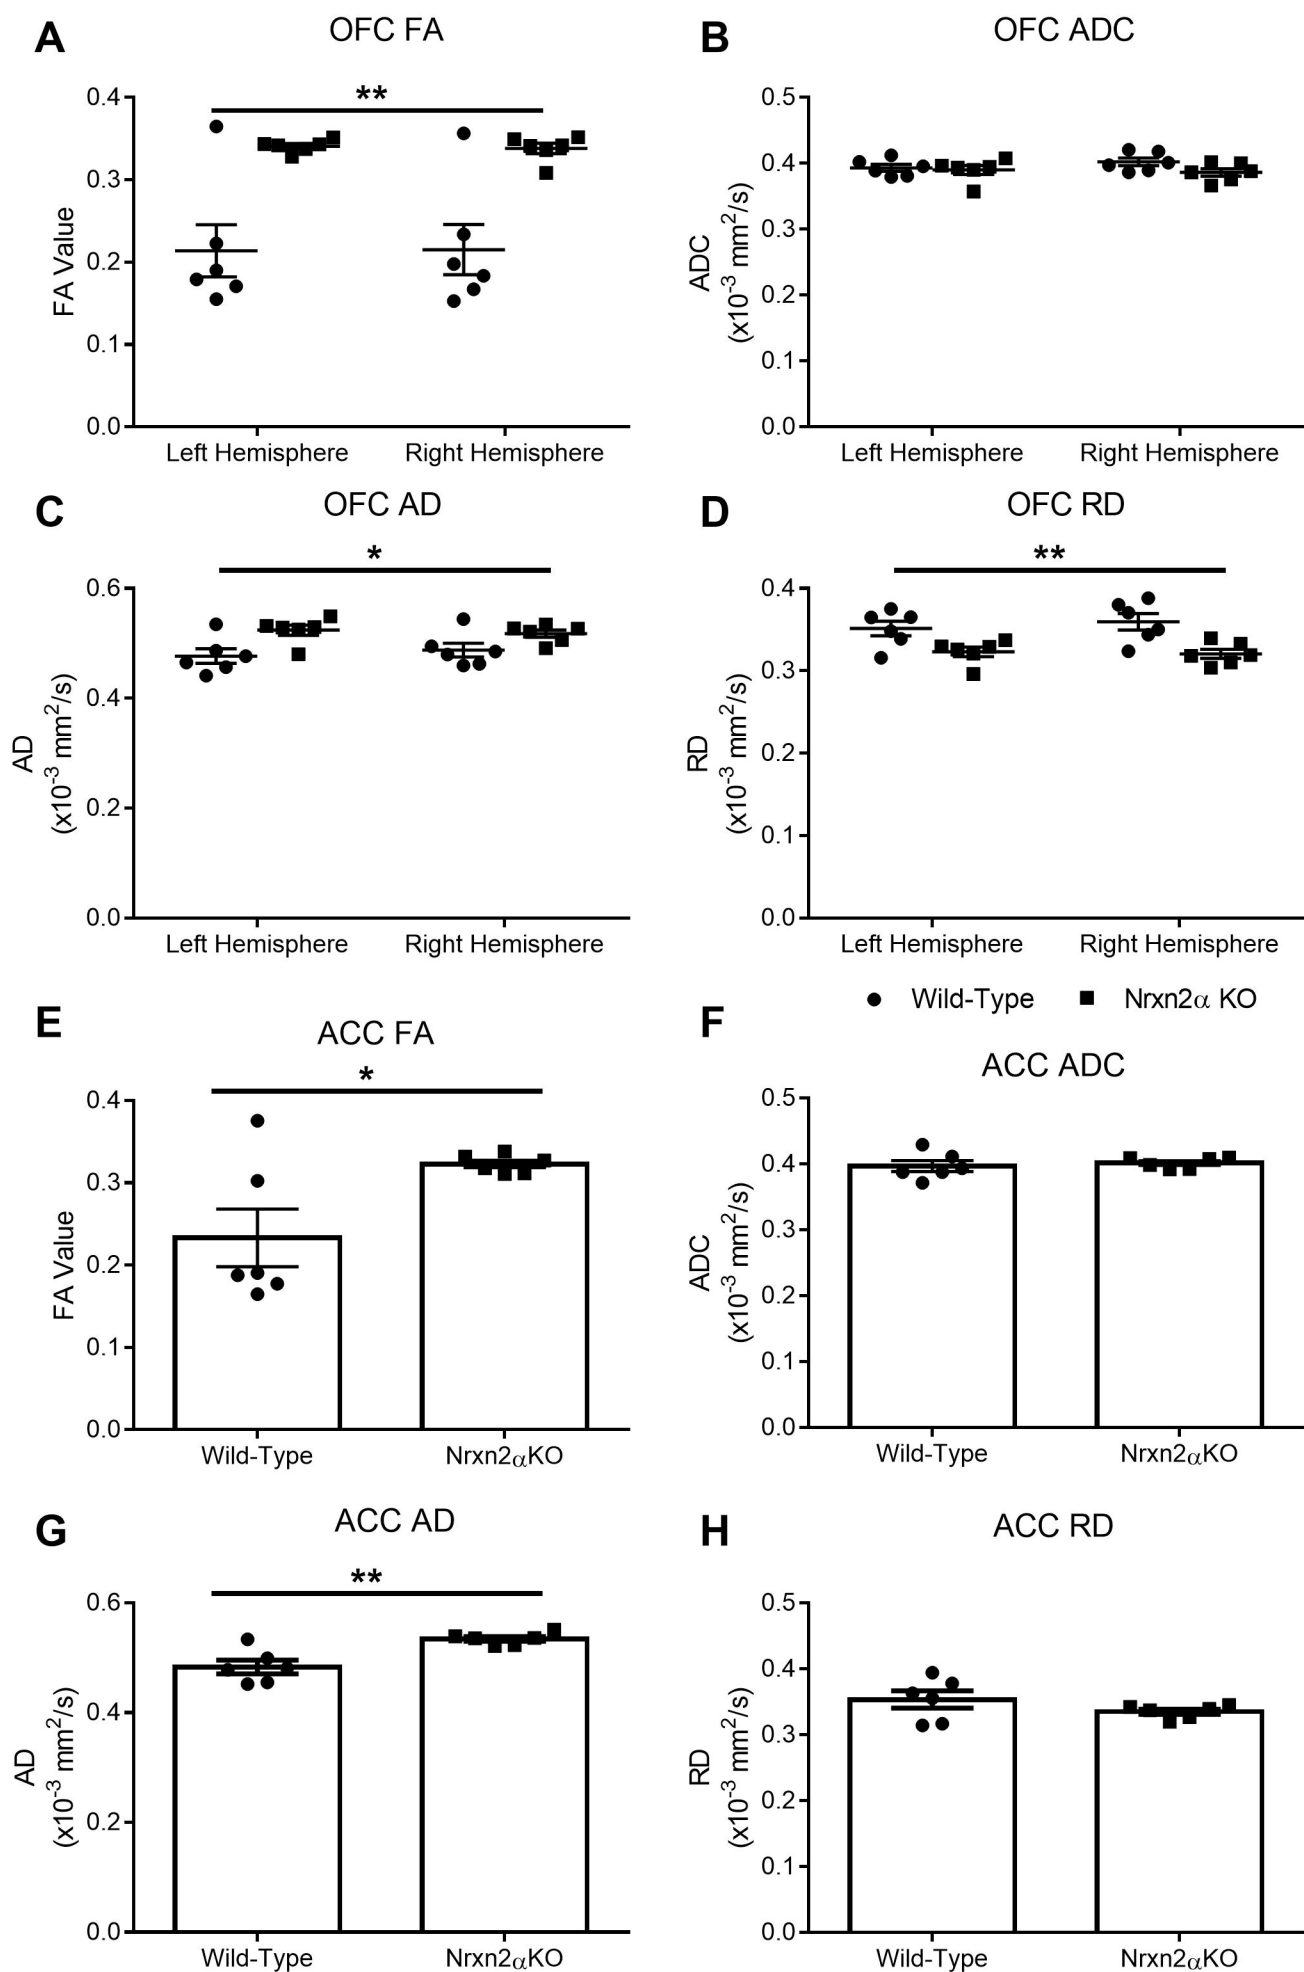 A
OFC FA
**
0.4
0.3
0.2
0.1
0.0
FA Value
Left Hemisphere
Right Hemisphere
B
OFC ADC
0.5
0.4
0.3
0.2
0.1
0.0
ADC
(x10⁻³ mm²/s)
Left Hemisphere
Right Hemisphere
C
OFC AD
*
0.6
0.4
0.2
0.0
AD
(x10⁻³ mm²/s)
Left Hemisphere
Right Hemisphere
D
OFC RD
**
0.4
0.3
0.2
0.1
0.0
RD
(x10⁻³ mm²/s)
Left Hemisphere
Right Hemisphere
Wild-Type
Nrxn2α KO
E
ACC FA
*
0.4
0.3
0.2
0.1
0.0
FA Value
Wild-Type
Nrxn2αKO
F
ACC ADC
0.5
0.4
0.3
0.2
0.1
0.0
ADC
(x10⁻³ mm²/s)
Wild-Type
Nrxn2αKO
G
ACC AD
**
0.6
0.4
0.2
0.0
AD
(x10⁻³ mm²/s)
Wild-Type
Nrxn2αKO
H
ACC RD
0.5
0.4
0.3
0.2
0.1
0.0
RD
(x10⁻³ mm²/s)
Wild-Type
Nrxn2αKO